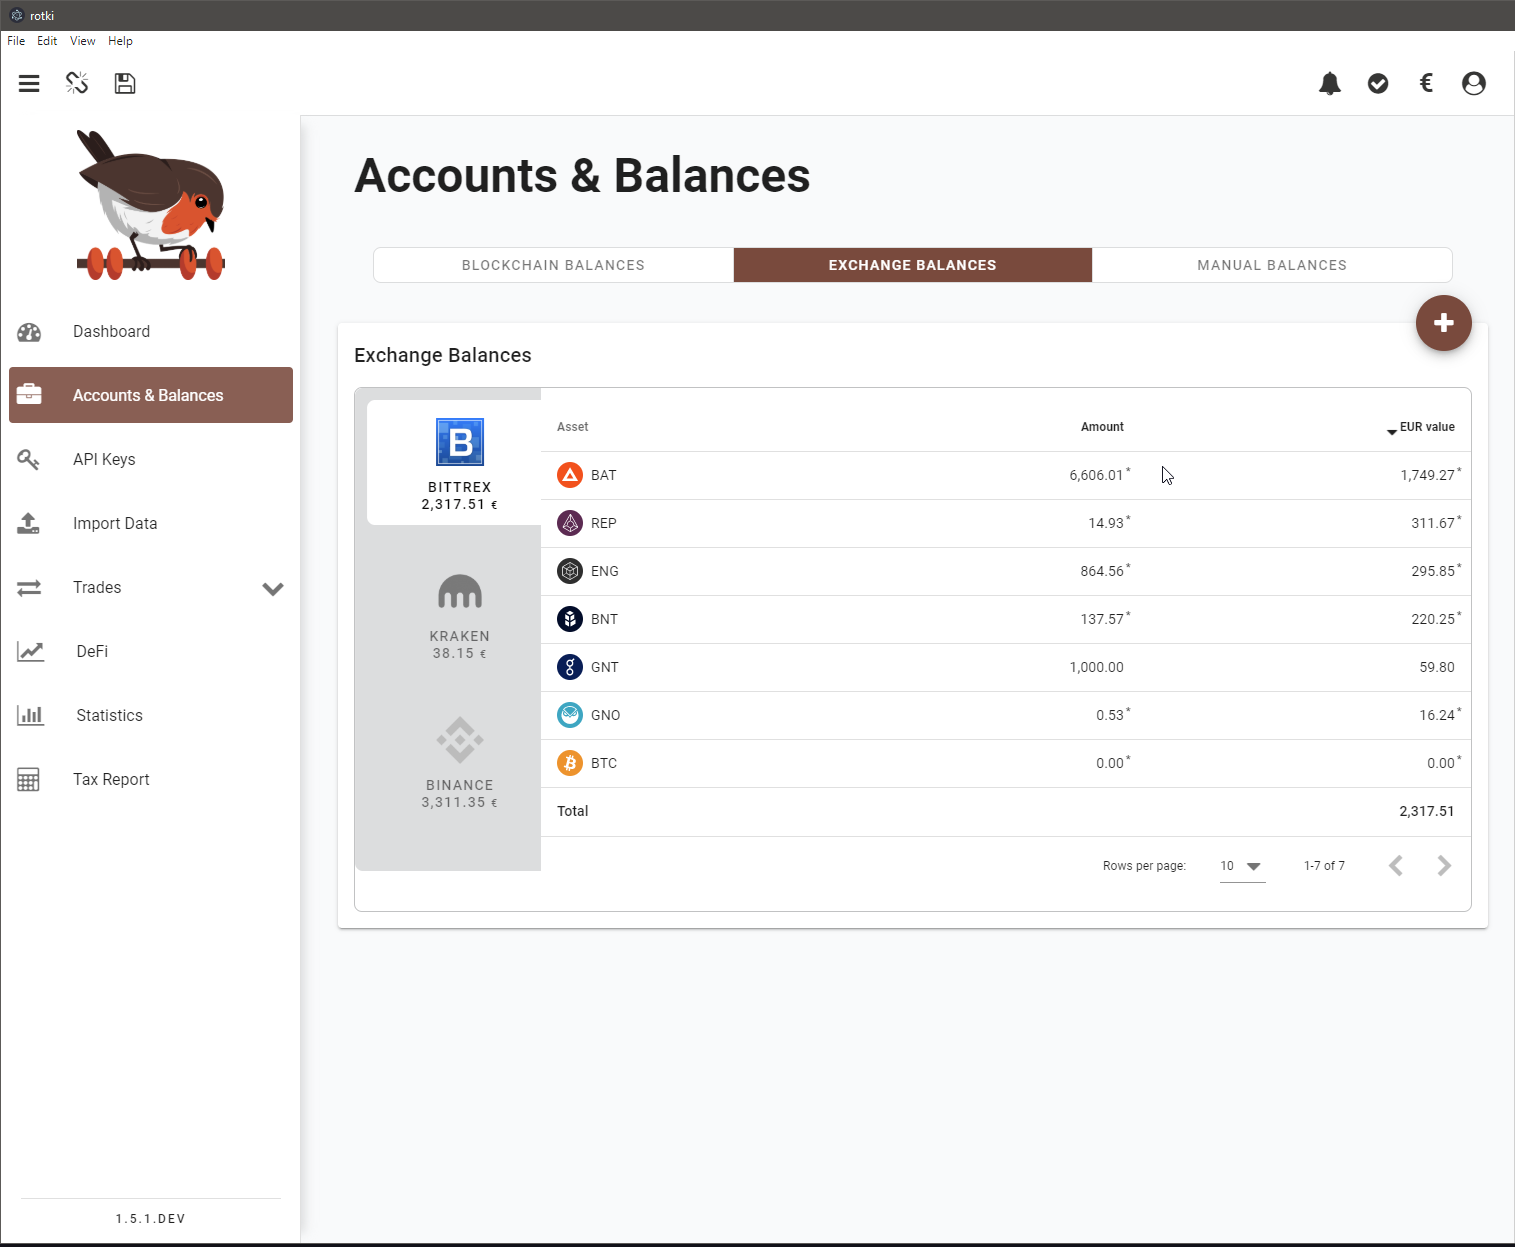 rotki
File Edit View Help
€
Accounts & Balances
BLOCKCHAIN BALANCES EXCHANGE BALANCES MANUAL BALANCES
Dashboard
Accounts & Balances
API Keys
Import Data
Trades
DeFi
Statistics
Tax Report
1.5.1.DEV
Exchange Balances
B
BITTREX
2,317.51 €
KRAKEN
38.15 €
BINANCE
3,311.35 €
Asset Amount EUR value
BAT 6,606.01* 1,749.27*
REP 14.93* 311.67*
ENG 864.56* 295.85*
BNT 137.57* 220.25*
GNT 1,000.00 59.80
GNO 0.53* 16.24*
BTC 0.00* 0.00*
Total 2,317.51
Rows per page: 10 1-7 of 7